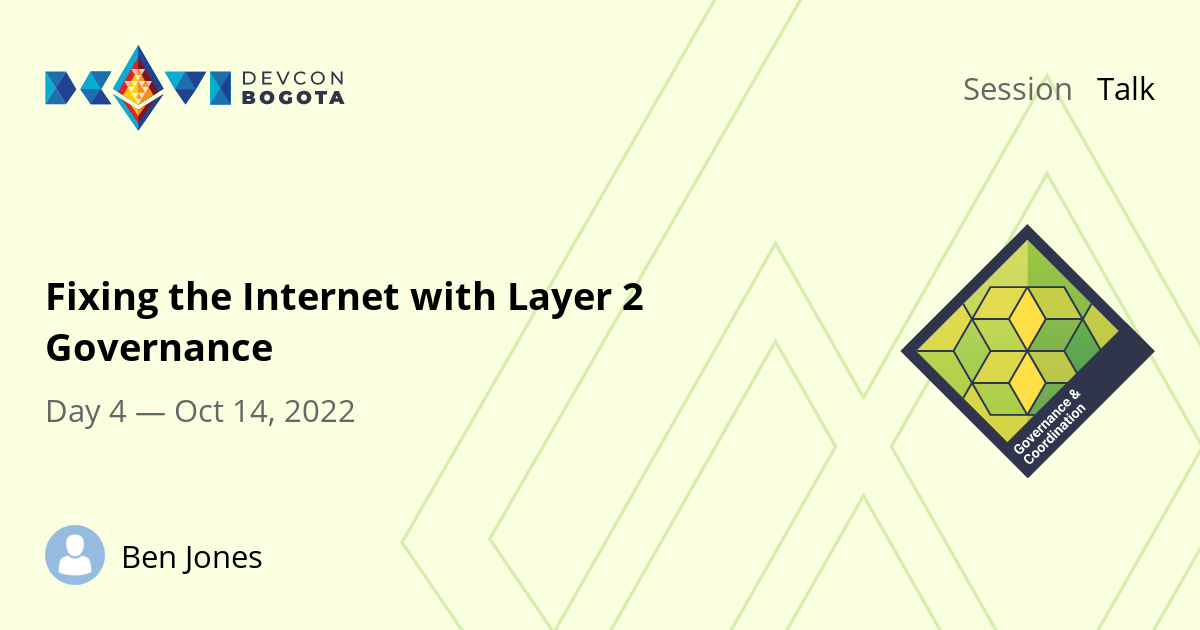 DEVCON
BOGOTA
Session Talk
Fixing the Internet with Layer 2
Governance
Day 4 — Oct 14, 2022
Governance &
Coordination
Ben Jones